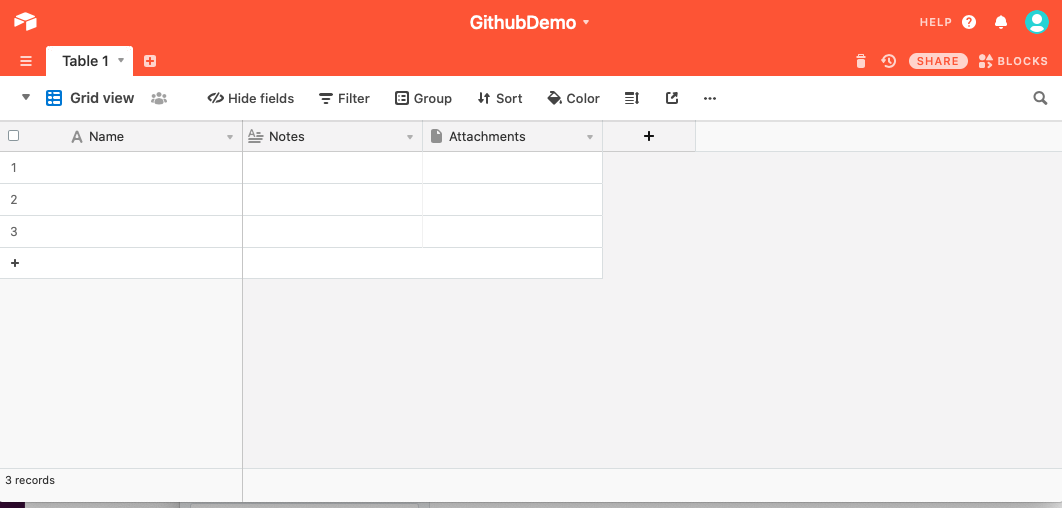 GithubDemo
HELP
Table 1
SHARE
BLOCKS
Grid view
Hide fields
Filter
Group
Sort
Color
Name
Notes
Attachments
1
2
3
3 records